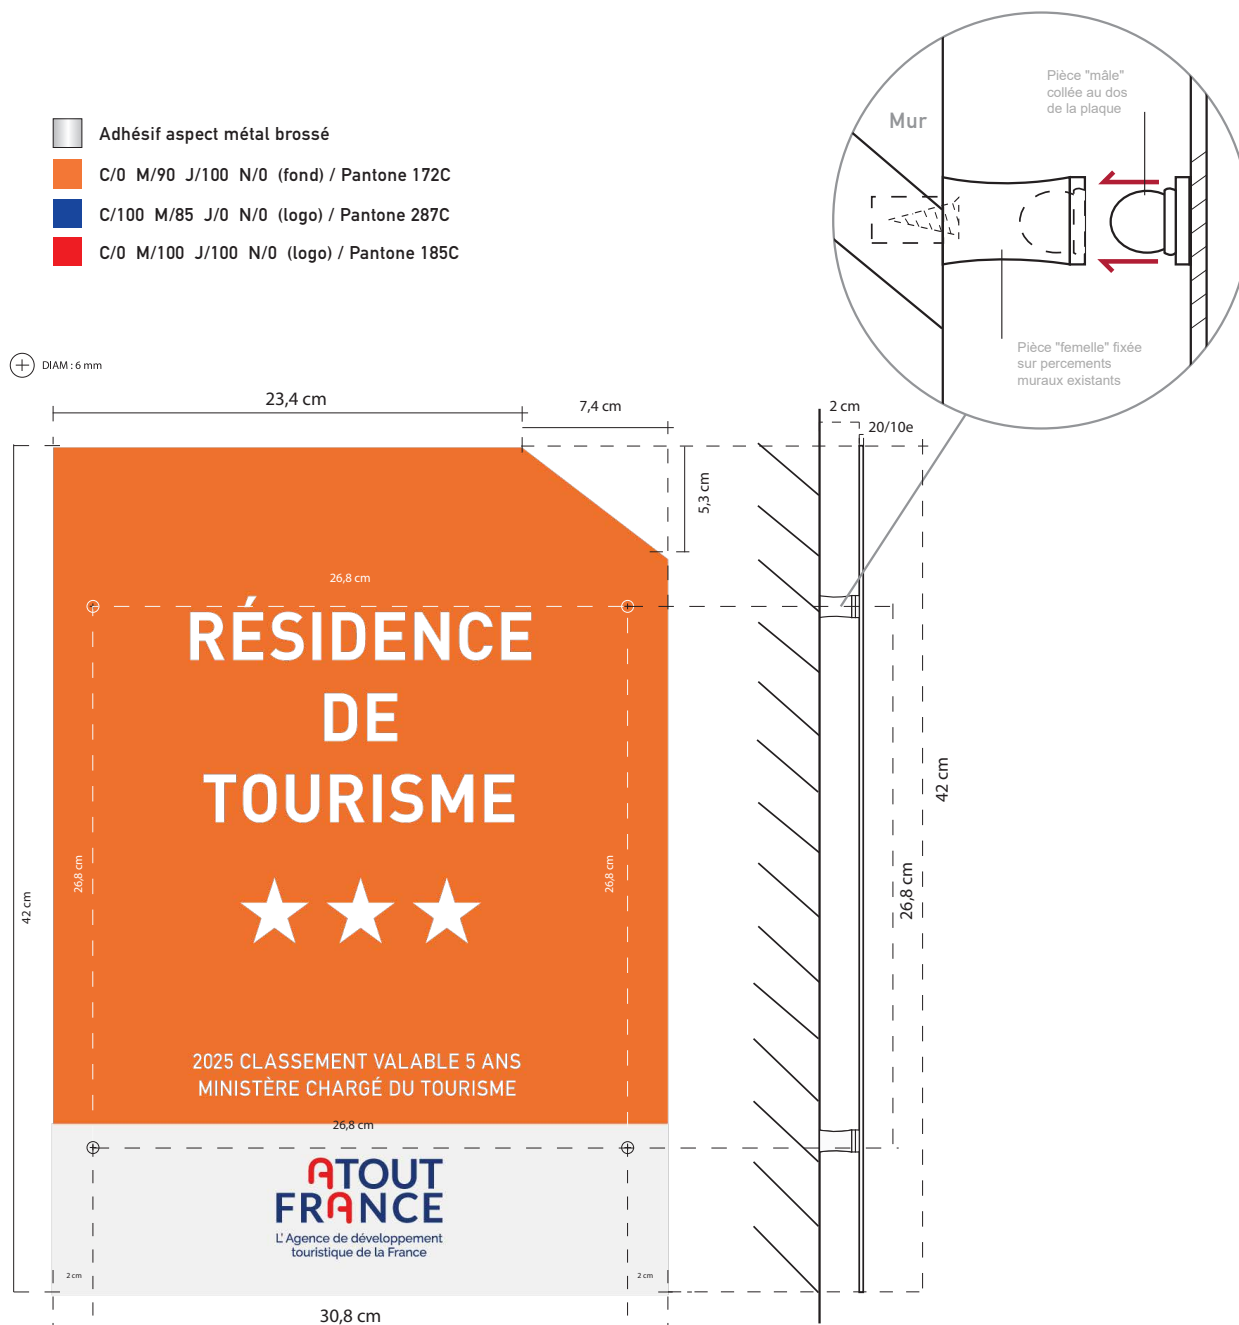 Adhésif aspect métal brossé
C/0 M/90 J/100 N/0 (fond) / Pantone 172C
C/100 M/85 J/0 N/0 (logo) / Pantone 287C
C/0 M/100 J/100 N/0 (logo) / Pantone 185C
Mur
Pièce "mâle"
collée au dos
de la plaque
Pièce "femelle" fixée
sur percements
muraux existants
DIAM : 6 mm
23,4 cm
7,4 cm
2 cm
20/10e
5,3 cm
26,8 cm
RÉSIDENCE
DE
TOURISME
42 cm
26,8 cm
26,8 cm
26,8 cm
42 cm
2025 CLASSEMENT VALABLE 5 ANS
MINISTÈRE CHARGÉ DU TOURISME
26,8 cm
ATOUT
FRANCE
L'Agence de développement
touristique de la France
2 cm
2 cm
30,8 cm